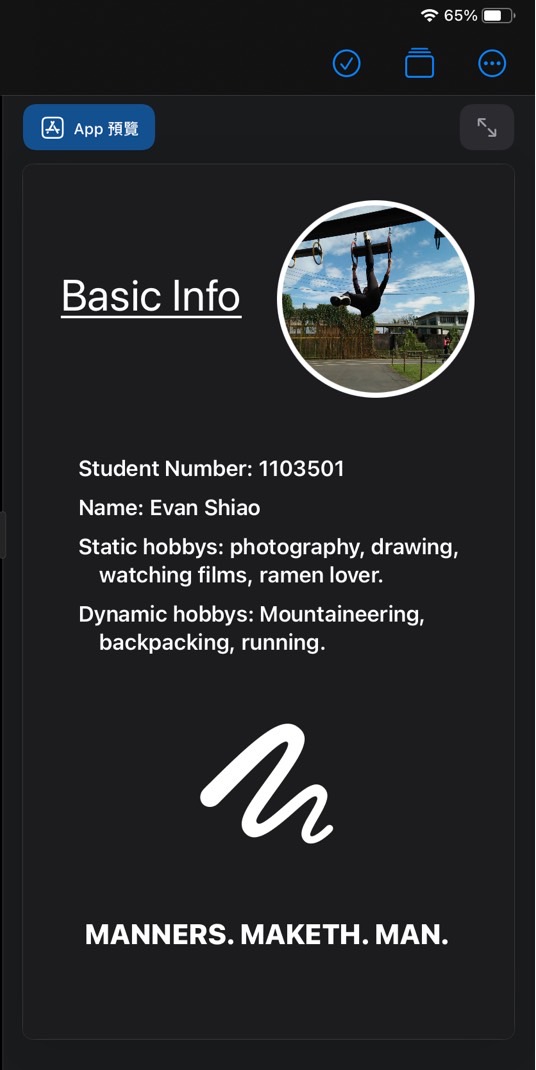 65%
App 預覽
Basic Info
Student Number: 1103501
Name: Evan Shiao
Static hobbys: photography, drawing,
watching films, ramen lover.
Dynamic hobbys: Mountaineering,
backpacking, running.
MANNERS. MAKETH. MAN.